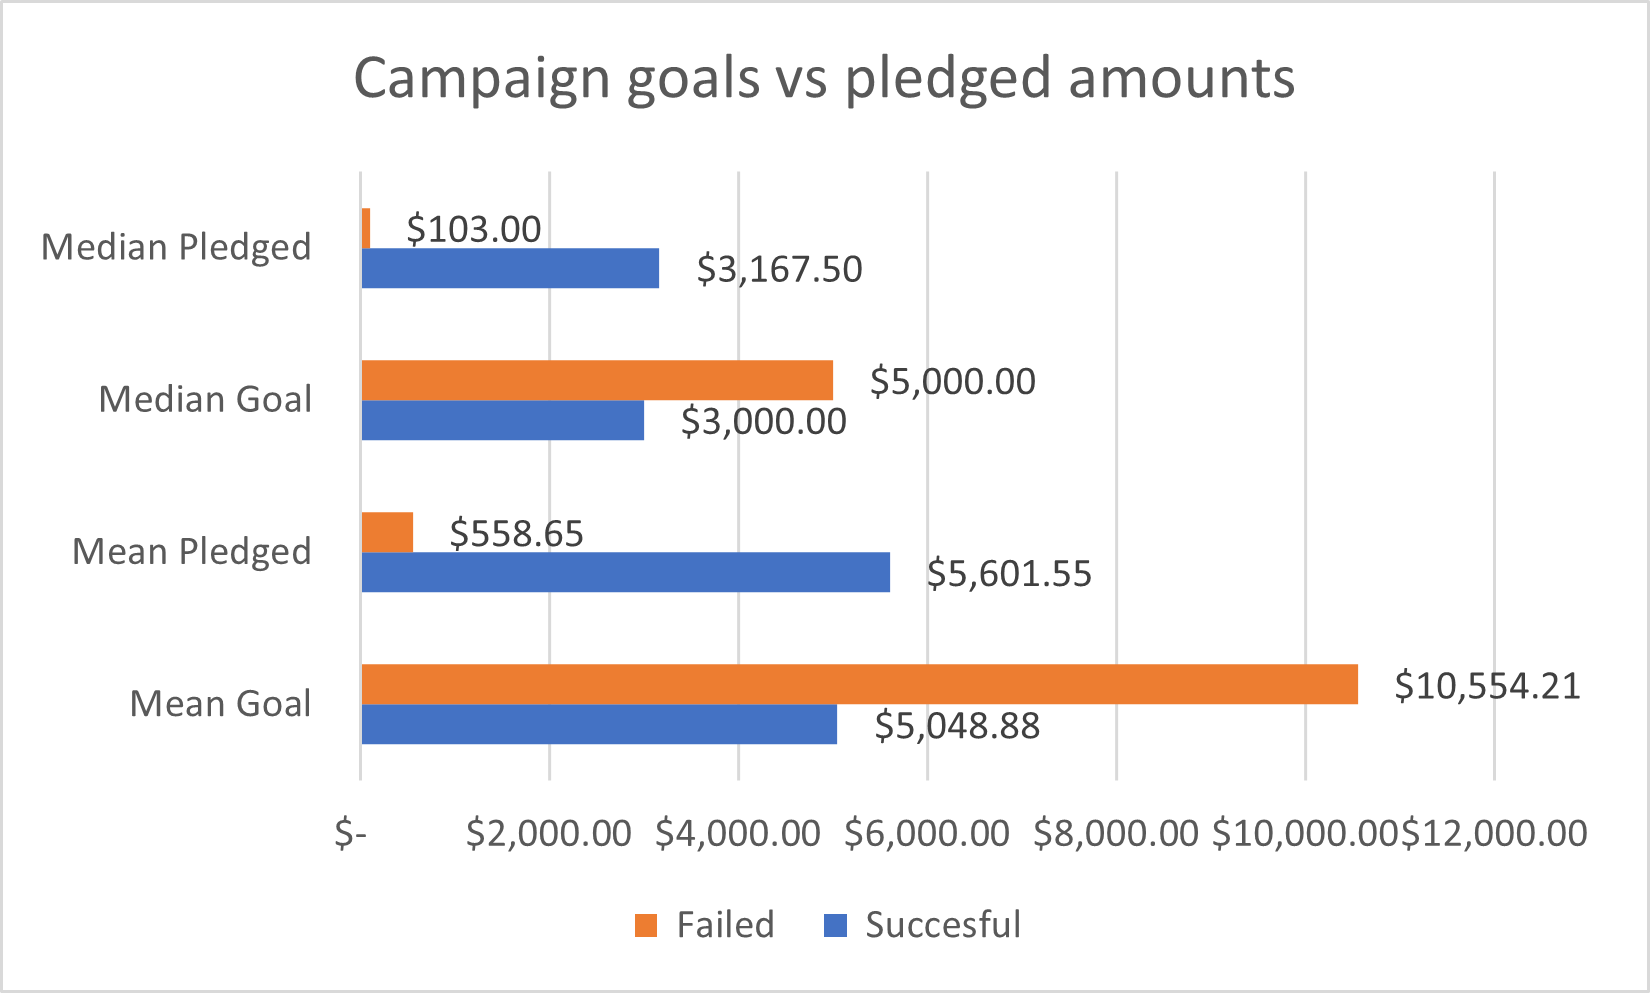 Campaign goals vs pledged amounts
Median Pledged
$103.00
$3,167.50
Median Goal
$5,000.00
$3,000.00
Mean Pledged
$558.65
$5,601.55
Mean Goal
$10,554.21
$5,048.88
$- $2,000.00 $4,000.00 $6,000.00 $8,000.00 $10,000.00 $12,000.00
Failed Succesful